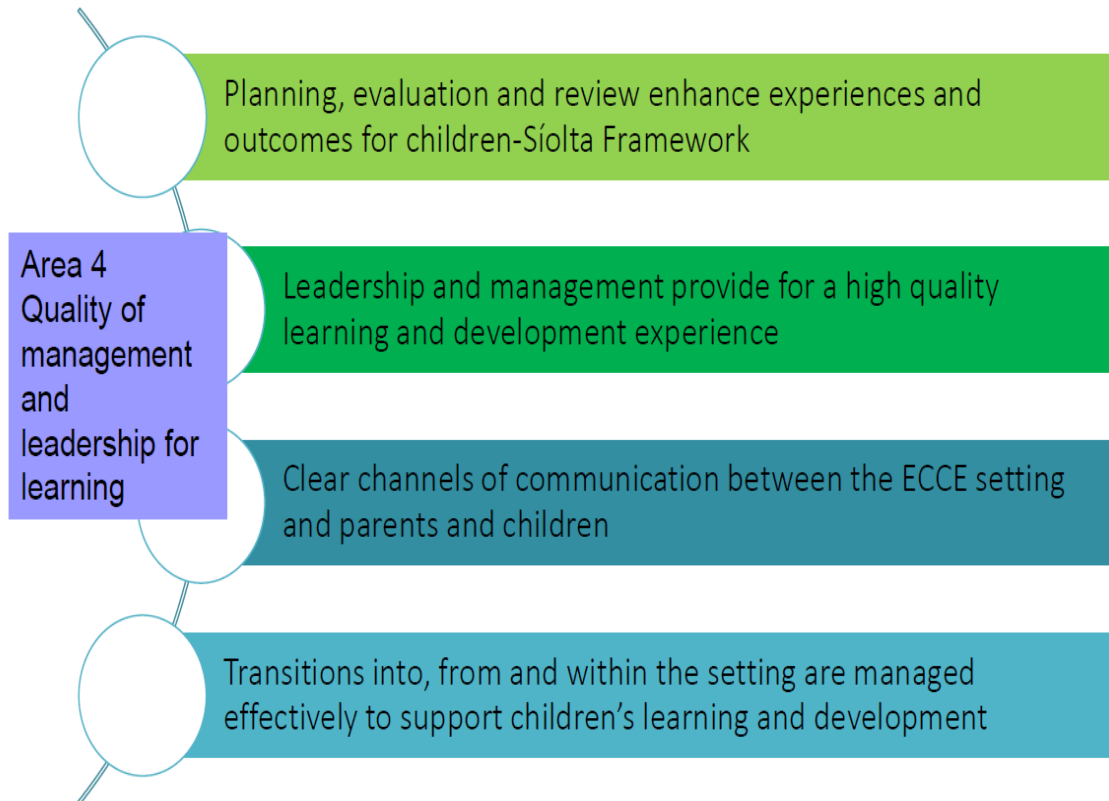 Planning, evaluation and review enhance experiences and
outcomes for children-Síolta Framework
Area 4
Quality of
management
and
leadership for
learning
Leadership and management provide for a high quality
learning and development experience
Clear channels of communication between the ECCE setting
and parents and children
Transitions into, from and within the setting are managed
effectively to support children’s learning and development